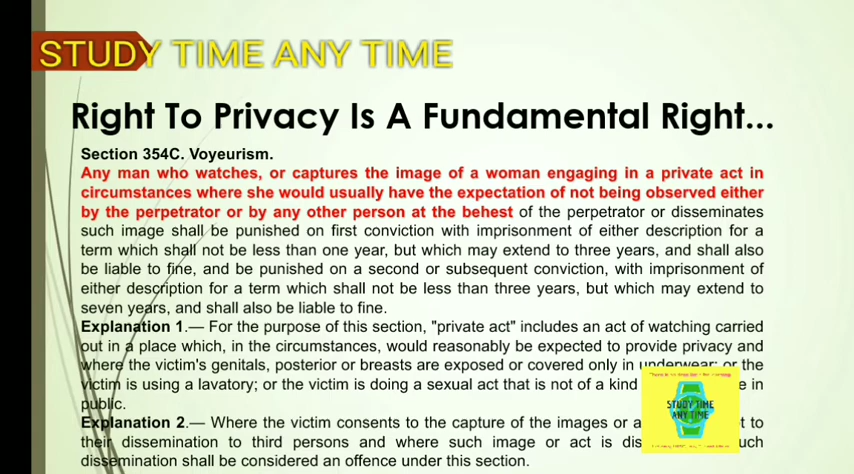 STUDY TIME ANY TIME
Right To Privacy Is A Fundamental Right...
Section 354C. Voyeurism.
Any man who watches, or captures the image of a woman engaging in a private act in
circumstances where she would usually have the expectation of not being observed either
by the perpetrator or by any other person at the behest of the perpetrator or disseminates
such image shall be punished on first conviction with imprisonment of either description for a
term which shall not be less than one year, but which may extend to three years, and shall also
be liable to fine, and be punished on a second or subsequent conviction, with imprisonment of
either description for a term which shall not be less than three years, but which may extend to
seven years, and shall also be liable to fine.
Explanation 1.— For the purpose of this section, "private act" includes an act of watching carried
out in a place which, in the circumstances, would reasonably be expected to provide privacy and
where the victim's genitals, posterior or breasts are exposed or covered only in underwear; or the
victim is using a lavatory; or the victim is doing a sexual act that is not of a kind in
public.
Explanation 2.— Where the victim consents to the capture of the images or to
their dissemination to third persons and where such image or act is
dissemination shall be considered an offence under this section.
STUDY TIME
ANY TIME